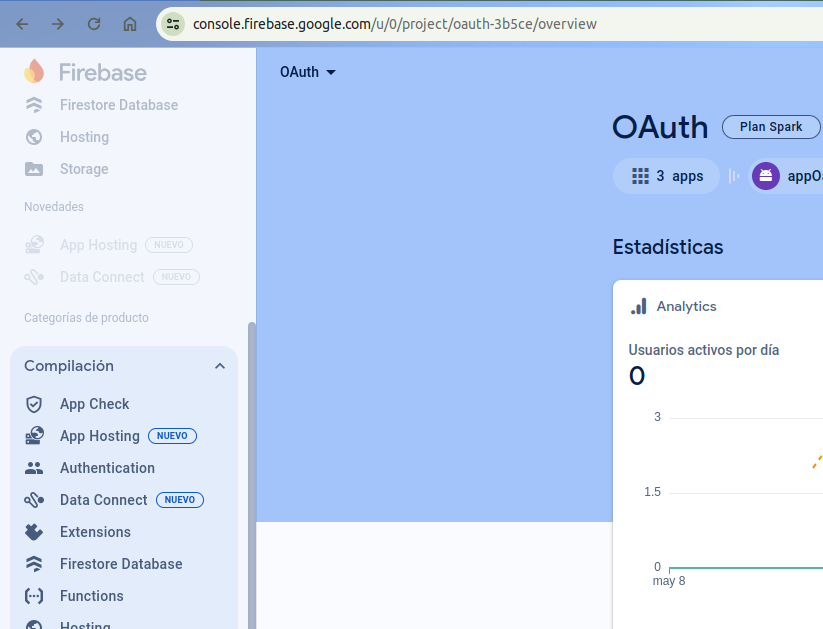 console.firebase.google.com/u/0/project/oauth-3b5ce/overview
Firebase
Firestore Database
Hosting
Storage
Novedades
App Hosting NUEVO
Data Connect NUEVO
Categorías de producto
Compilación
App Check
App Hosting NUEVO
Authentication
Data Connect NUEVO
Extensions
Firestore Database
Functions
Hosting
OAuth
OAuth Plan Spark
3 apps appO
Estadísticas
Analytics
Usuarios activos por día
0
3
1.5
0
may 8